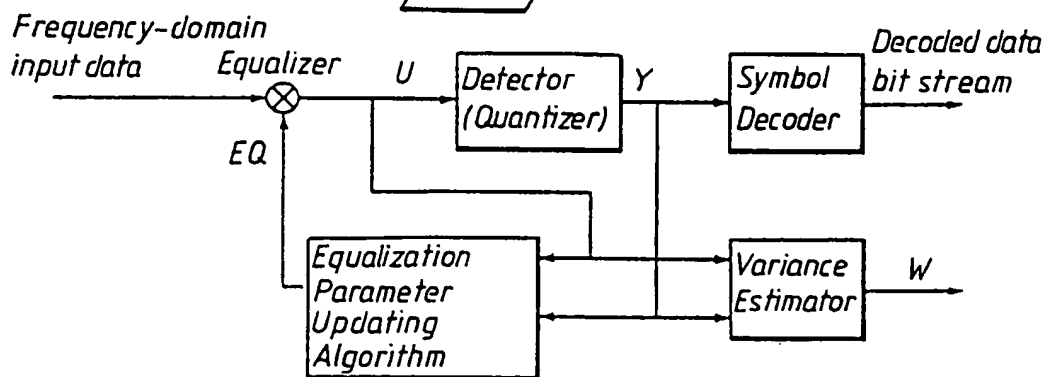 Frequency-domain
input data
Equalizer
U
Detector
(Quantizer)
Y
Symbol
Decoder
Decoded data
bit stream
EQ
Equalization
Parameter
Updating
Algorithm
Variance
Estimator
W